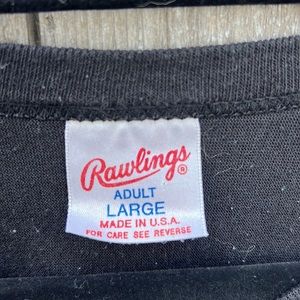 Rawlings®
ADULT
LARGE
MADE IN U.S.A.
FOR CARE SEE REVERSE